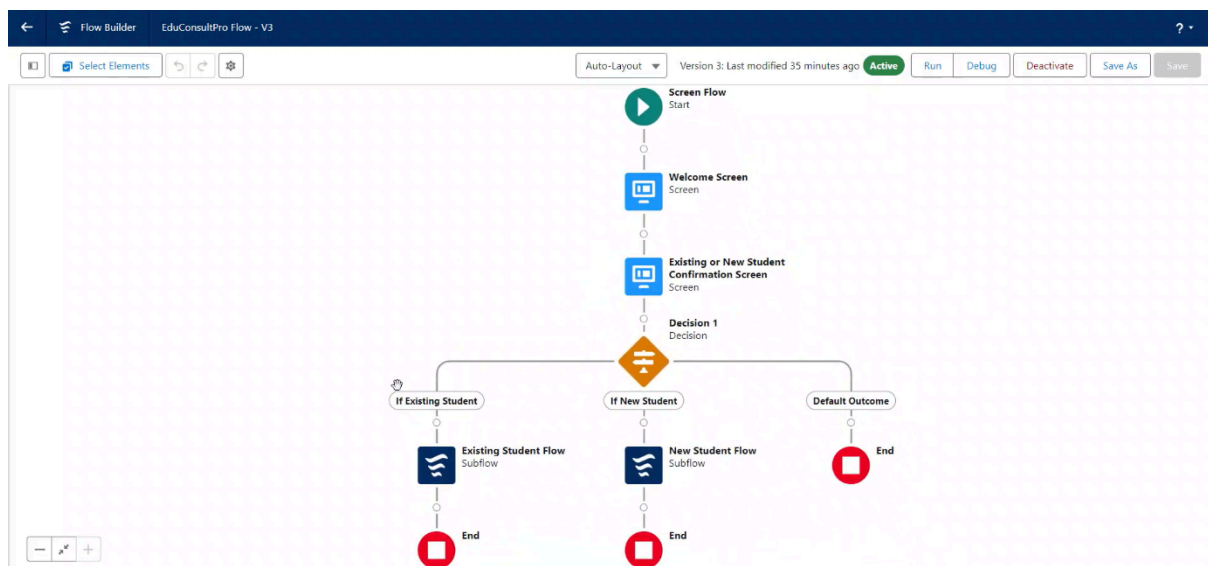 Flow Builder EduConsultPro Flow - V3 ?
Select Elements Auto-Layout Version 3: Last modified 35 minutes ago Active Run Debug Deactivate Save As Save
Screen Flow
Start
Welcome Screen
Screen
Existing or New Student
Confirmation Screen
Screen
Decision 1
Decision
If Existing Student If New Student Default Outcome
Existing Student Flow
Subflow
New Student Flow
Subflow
End
End
End